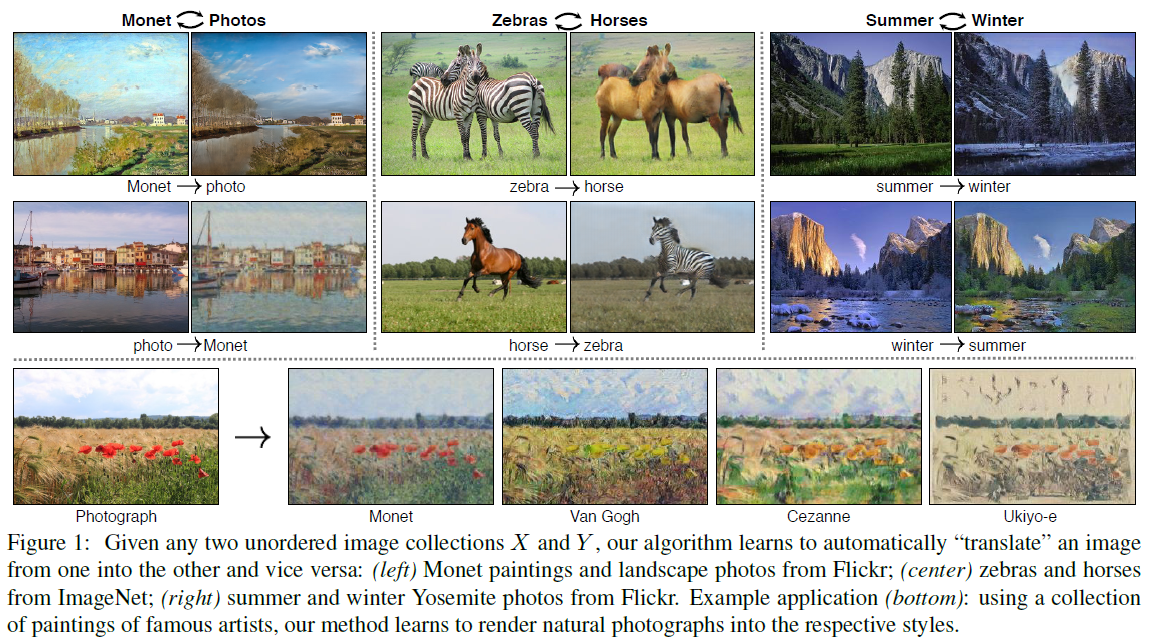 Monet ⇄ Photos
Zebras ⇄ Horses
Summer ⇄ Winter
Monet → photo
zebra → horse
summer → winter
photo → Monet
horse → zebra
winter → summer
Photograph
Monet
Van Gogh
Cezanne
Ukiyo-e
Figure 1: Given any two unordered image collections X and Y, our algorithm learns to automatically “translate” an image
from one into the other and vice versa: (left) Monet paintings and landscape photos from Flickr; (center) zebras and horses
from ImageNet; (right) summer and winter Yosemite photos from Flickr. Example application (bottom): using a collection
of paintings of famous artists, our method learns to render natural photographs into the respective styles.